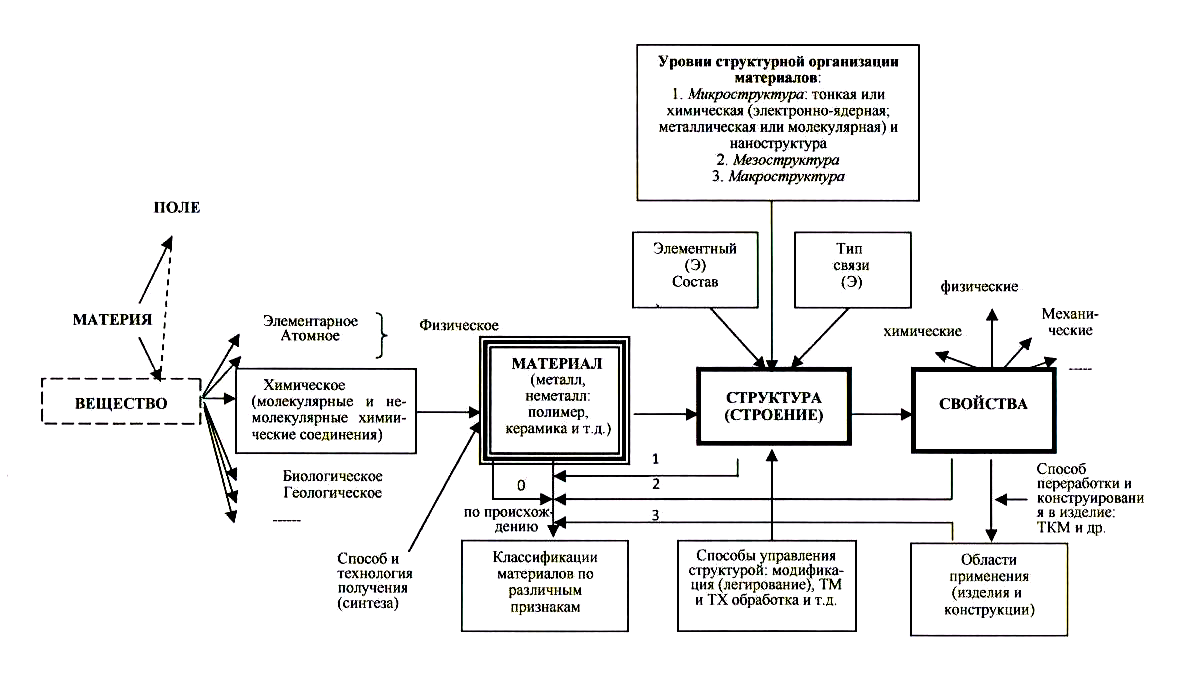 Уровни структурной организации
материалов:
1. Микроструктура: тонкая или
химическая (электронно-ядерная;
металлическая или молекулярная) и
наноструктура
2. Мезоструктура
3. Макроструктура
ПОЛЕ
МАТЕРИЯ
ВЕЩЕСТВО
Элементарное
Атомное
Физическое
Химическое
(молекулярные и не-
молекулярные химии-
ческие соединения)
Биологическое
Геологическое
------
МАТЕРИАЛ
(металл,
неметалл:
полимер,
керамика и т.д.)
Элементный
(Э)
Состав
Тип
связи
(Э)
СТРУКТУРА
(СТРОЕНИЕ)
физические
химические
Механи-
ческие
-----
СВОЙСТВА
0
1
2
3
по происхож-
дению
Способ и
технология
получения
(синтеза)
Классификации
материалов по
различным
признакам
Способы управления
структурой: модифика-
ция (легирование), ТМ
и ТХ обработка и т.д.
Способ
переработки и
конструировани
я в изделие:
ТКМ и др.
Области
применения
(изделия и
конструкции)